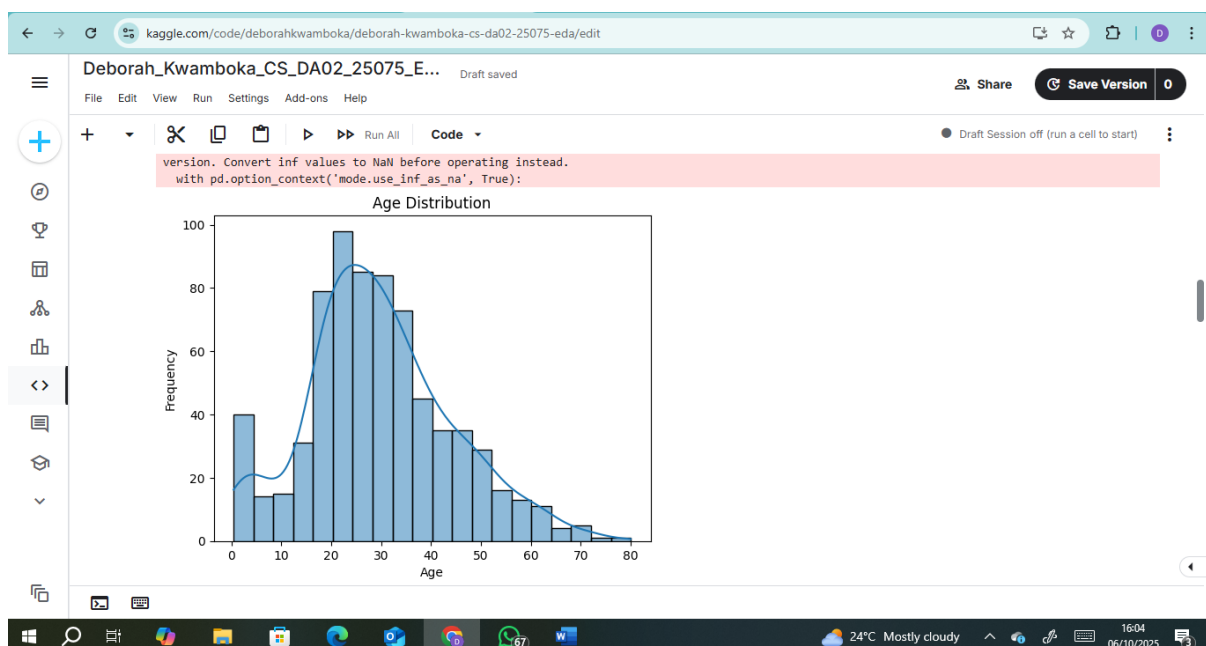 kaggle.com/code/deborahkwamboka/deborah-kwamboka-cs-da02-25075-eda/edit
D
Deborah_Kwamboka_CS_DA02_25075_E... Draft saved
Share
Save Version 0
File Edit View Run Settings Add-ons Help
Run All Code
Draft Session off (run a cell to start)
version. Convert inf values to NaN before operating instead.
with pd.option_context('mode.use_inf_as_na', True):
Age Distribution
100
80
60
40
20
0
Frequency
0 10 20 30 40 50 60 70 80
Age
67
24°C Mostly cloudy
16:04
06/10/2025
3